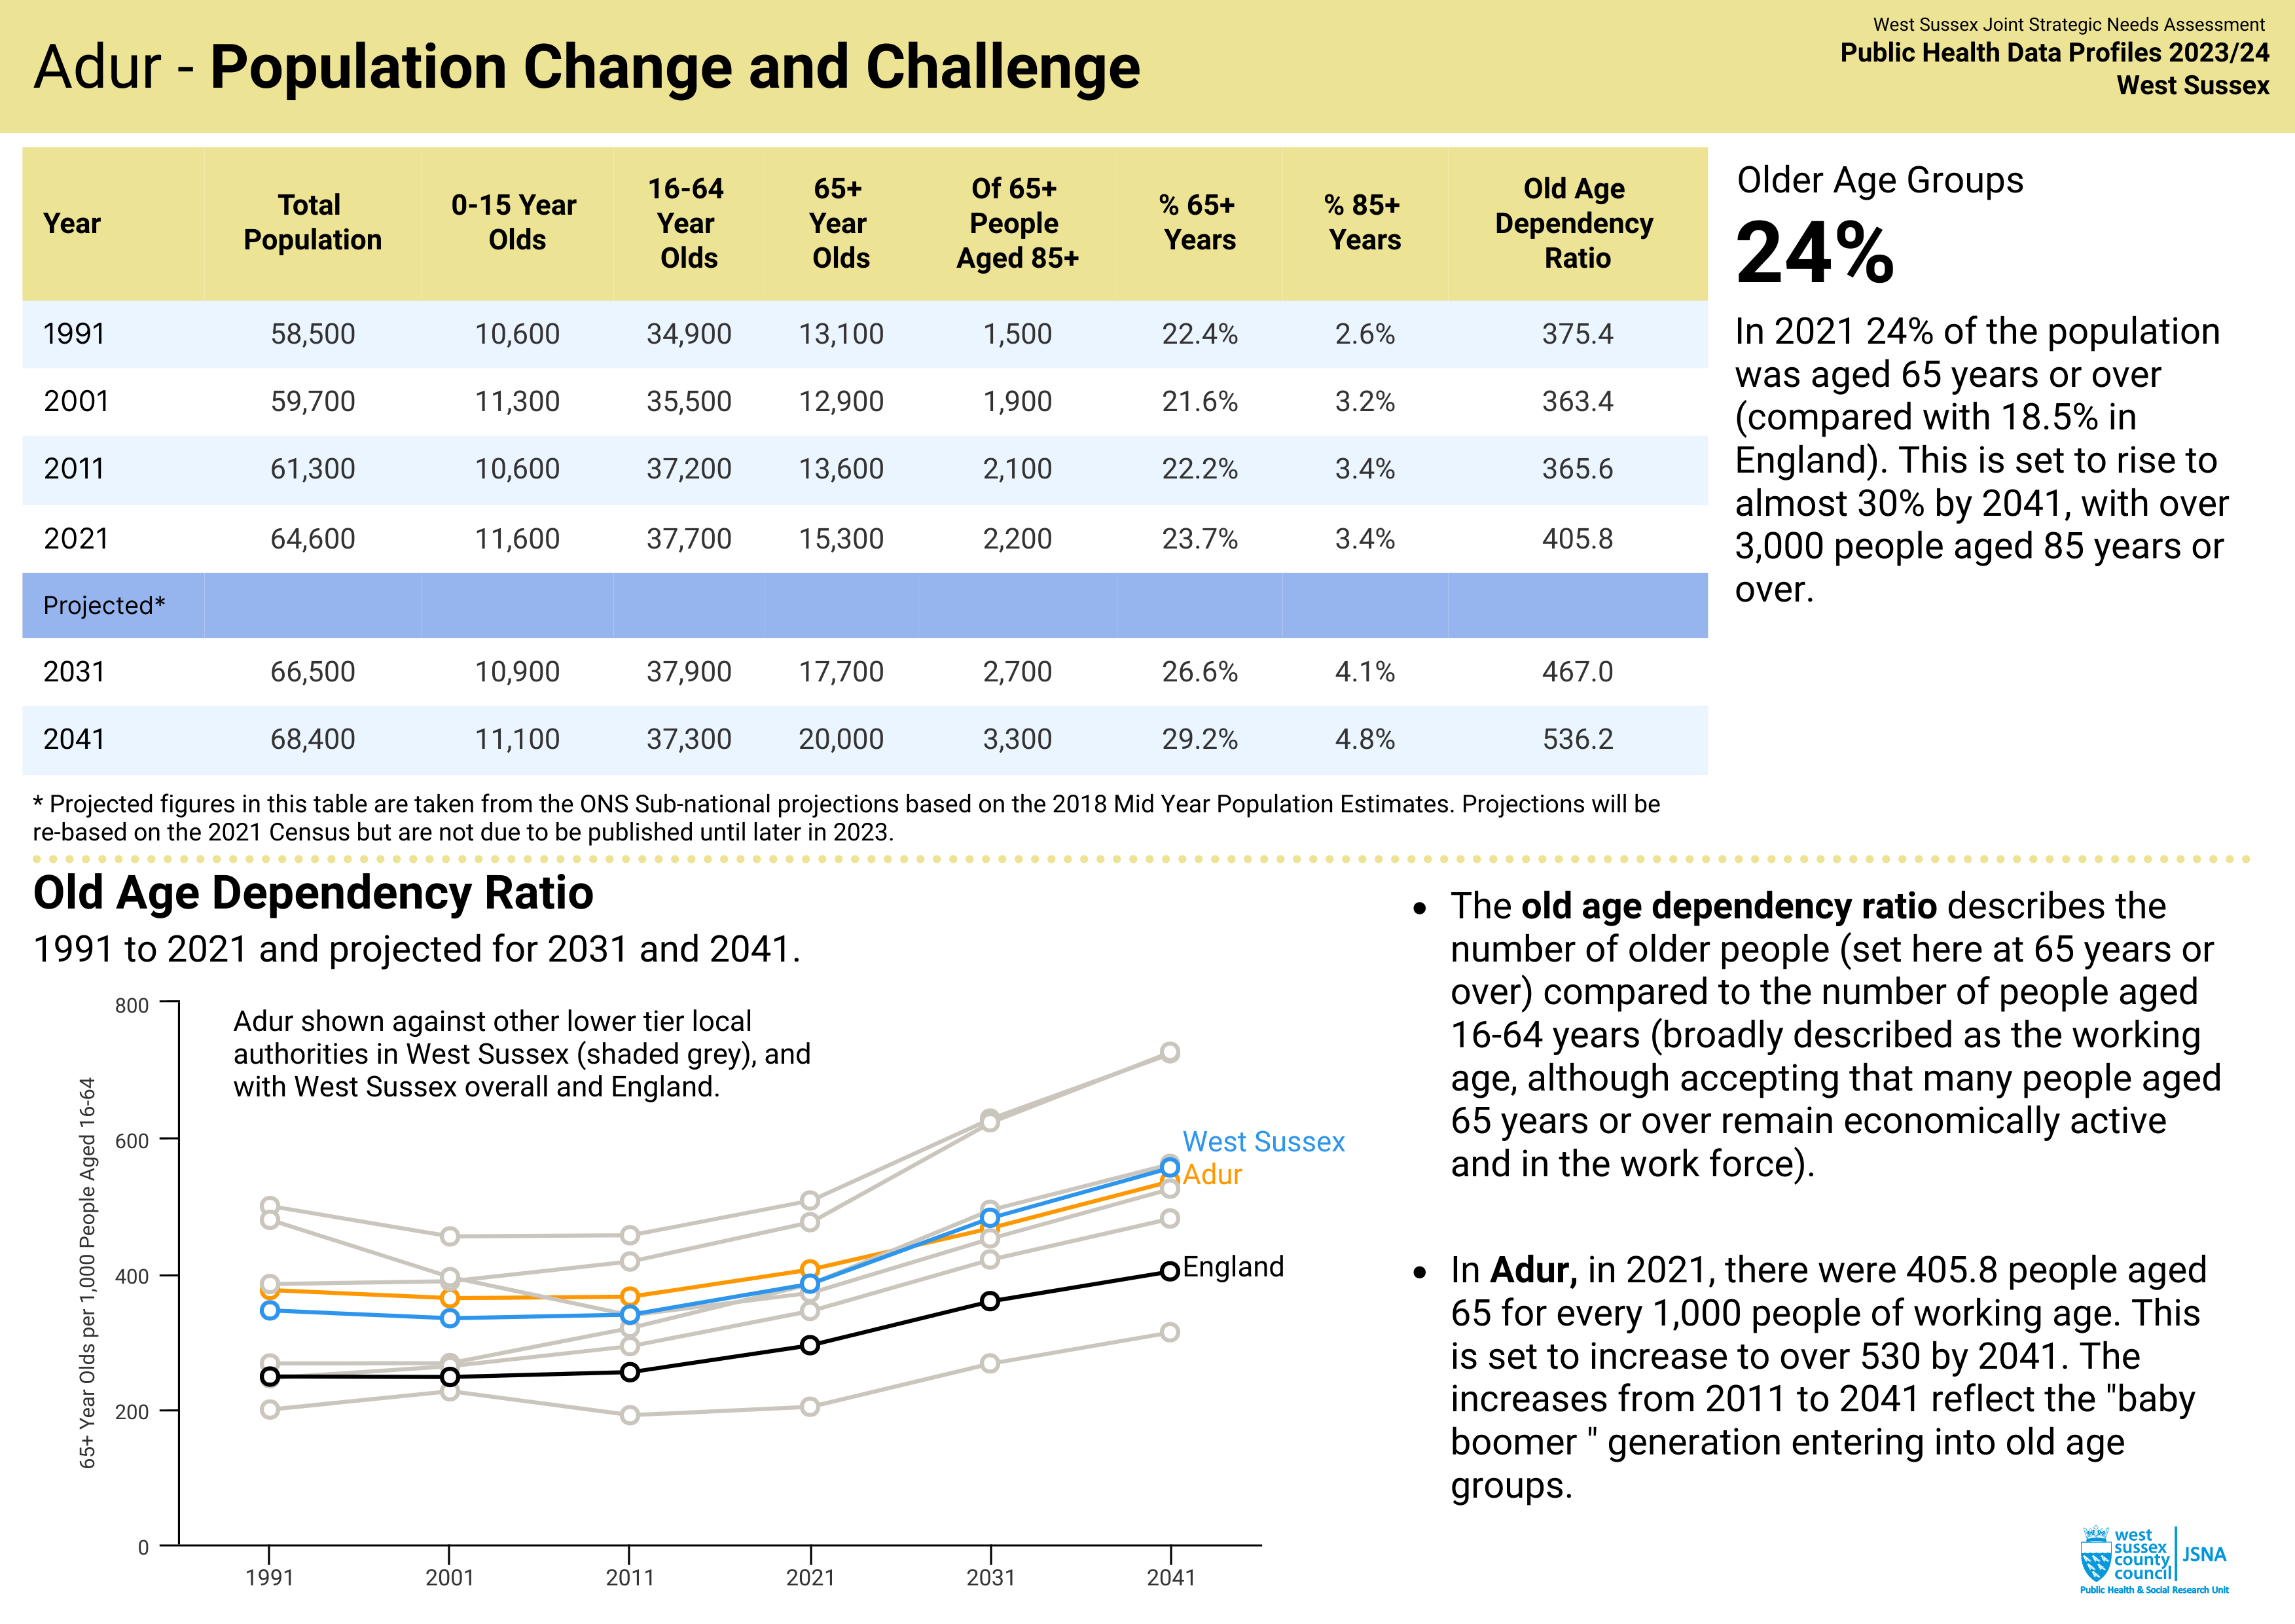 Adur - Population Change and Challenge
West Sussex Joint Strategic Needs Assessment
Public Health Data Profiles 2023/24
West Sussex
Year Total Population 0-15 Year Olds 16-64 Year Olds 65+ Year Olds Of 65+ People Aged 85+ % 65+ Years % 85+ Years Old Age Dependency Ratio
1991 58,500 10,600 34,900 13,100 1,500 22.4% 2.6% 375.4
2001 59,700 11,300 35,500 12,900 1,900 21.6% 3.2% 363.4
2011 61,300 10,600 37,200 13,600 2,100 22.2% 3.4% 365.6
2021 64,600 11,600 37,700 15,300 2,200 23.7% 3.4% 405.8
Projected*
2031 66,500 10,900 37,900 17,700 2,700 26.6% 4.1% 467.0
2041 68,400 11,100 37,300 20,000 3,300 29.2% 4.8% 536.2
* Projected figures in this table are taken from the ONS Sub-national projections based on the 2018 Mid Year Population Estimates. Projections will be
re-based on the 2021 Census but are not due to be published until later in 2023.
Older Age Groups
24%
In 2021 24% of the population
was aged 65 years or over
(compared with 18.5% in
England). This is set to rise to
almost 30% by 2041, with over
3,000 people aged 85 years or
over.
Old Age Dependency Ratio
1991 to 2021 and projected for 2031 and 2041.
Adur shown against other lower tier local
authorities in West Sussex (shaded grey), and
with West Sussex overall and England.
65+ Year Olds per 1,000 People Aged 16-64
800
600
400
200
0
1991 2001 2011 2021 2031 2041
West Sussex
Adur
England
• The old age dependency ratio describes the
number of older people (set here at 65 years or
over) compared to the number of people aged
16-64 years (broadly described as the working
age, although accepting that many people aged
65 years or over remain economically active
and in the work force).
• In Adur, in 2021, there were 405.8 people aged
65 for every 1,000 people of working age. This
is set to increase to over 530 by 2041. The
increases from 2011 to 2041 reflect the "baby
boomer " generation entering into old age
groups.
west
sussex
county
council
JSNA
Public Health & Social Research Unit